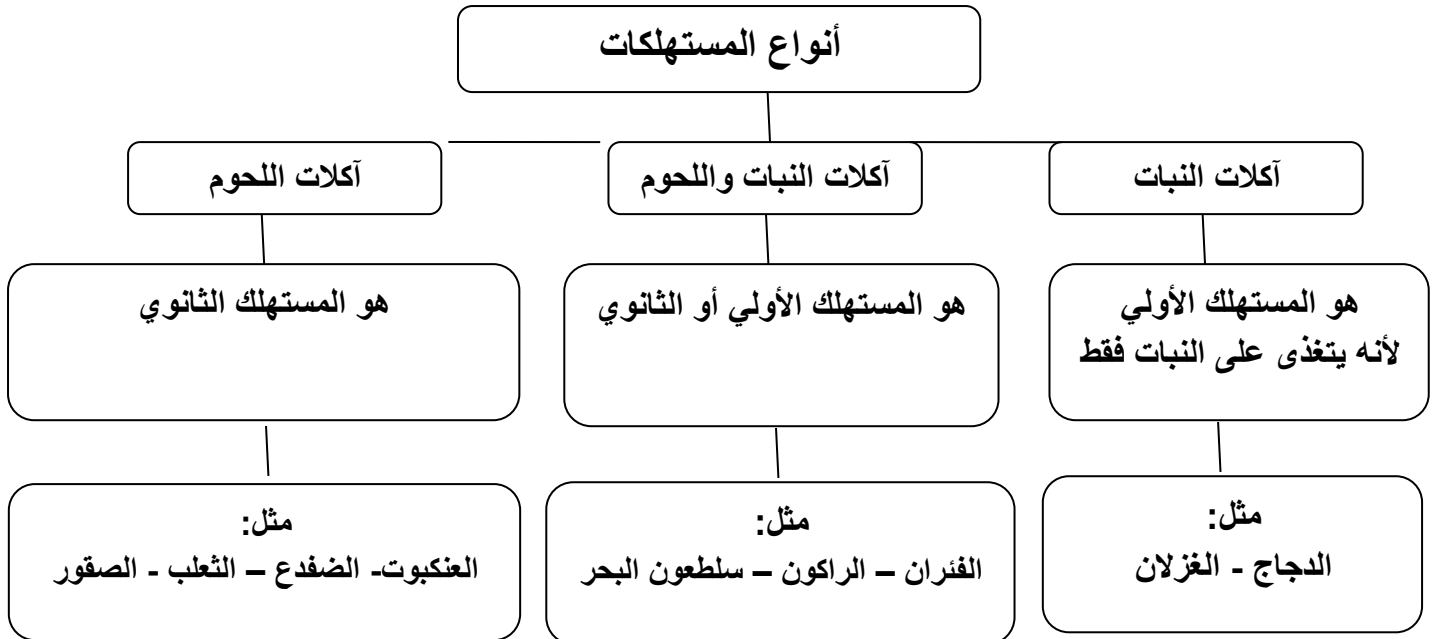 أنواع المستهلكات
آكلات النبات
آكلات النبات واللحوم
آكلات اللحوم
هو المستهلك الأولي
لأنه يتغذى على النبات فقط
هو المستهلك الأولي أو الثانوي
هو المستهلك الثانوي
مثل:
الدجاج - الغزلان
مثل:
الفئران – الراكون – سلطعون البحر
مثل:
العنكبوت- الضفدع – الثعلب - الصقور